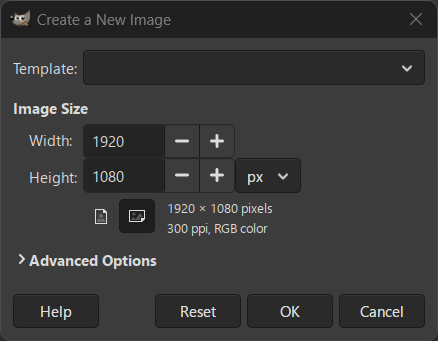 Create a New Image
Template:
Image Size
Width: 1920
Height: 1080 px
1920 × 1080 pixels
300 ppi, RGB color
Advanced Options
Help Reset OK Cancel